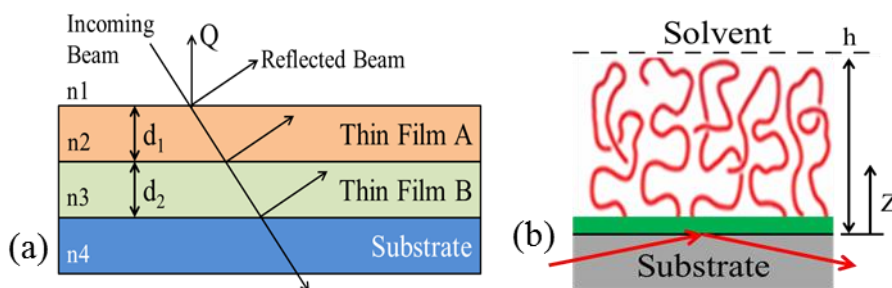 Incoming
Beam
Q
Reflected Beam
n1
n2
d₁
Thin Film A
n3
d₂
Thin Film B
n4
Substrate
(a)
Solvent
h
Z
(b)
Substrate